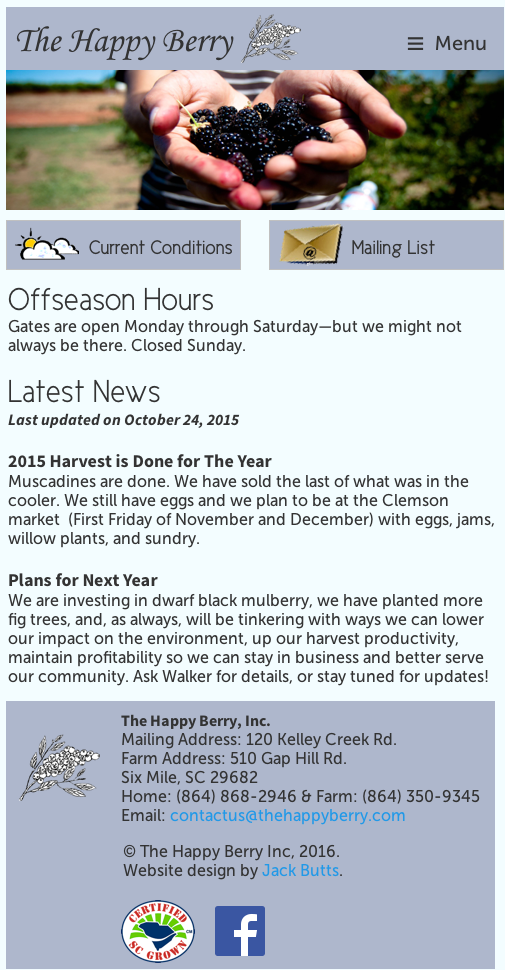 The Happy Berry
≡ Menu
Current Conditions
@
Mailing List
Offseason Hours
Gates are open Monday through Saturday—but we might not
always be there. Closed Sunday.
Latest News
Last updated on October 24, 2015
2015 Harvest is Done for The Year
Muscadines are done. We have sold the last of what was in the
cooler. We still have eggs and we plan to be at the Clemson
market  (First Friday of November and December) with eggs, jams,
willow plants, and sundry.
Plans for Next Year
We are investing in dwarf black mulberry, we have planted more
fig trees, and, as always, will be tinkering with ways we can lower
our impact on the environment, up our harvest productivity,
maintain profitability so we can stay in business and better serve
our community. Ask Walker for details, or stay tuned for updates!
The Happy Berry, Inc.
Mailing Address: 120 Kelley Creek Rd.
Farm Address: 510 Gap Hill Rd.
Six Mile, SC 29682
Home: (864) 868-2946 & Farm: (864) 350-9345
Email: contactus@thehappyberry.com
© The Happy Berry Inc, 2016.
Website design by Jack Butts.
CERTIFIED
SC GROWN
f